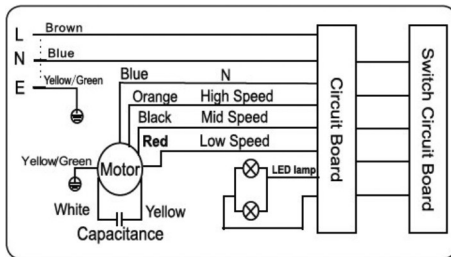 L Brown
N Blue
E Yellow/Green
Blue N
Orange High Speed
Black Mid Speed
Red Low Speed
Yellow/Green
Motor
LED lamp
White
Yellow
Capacitance
Circuit Board
Switch Circuit Board